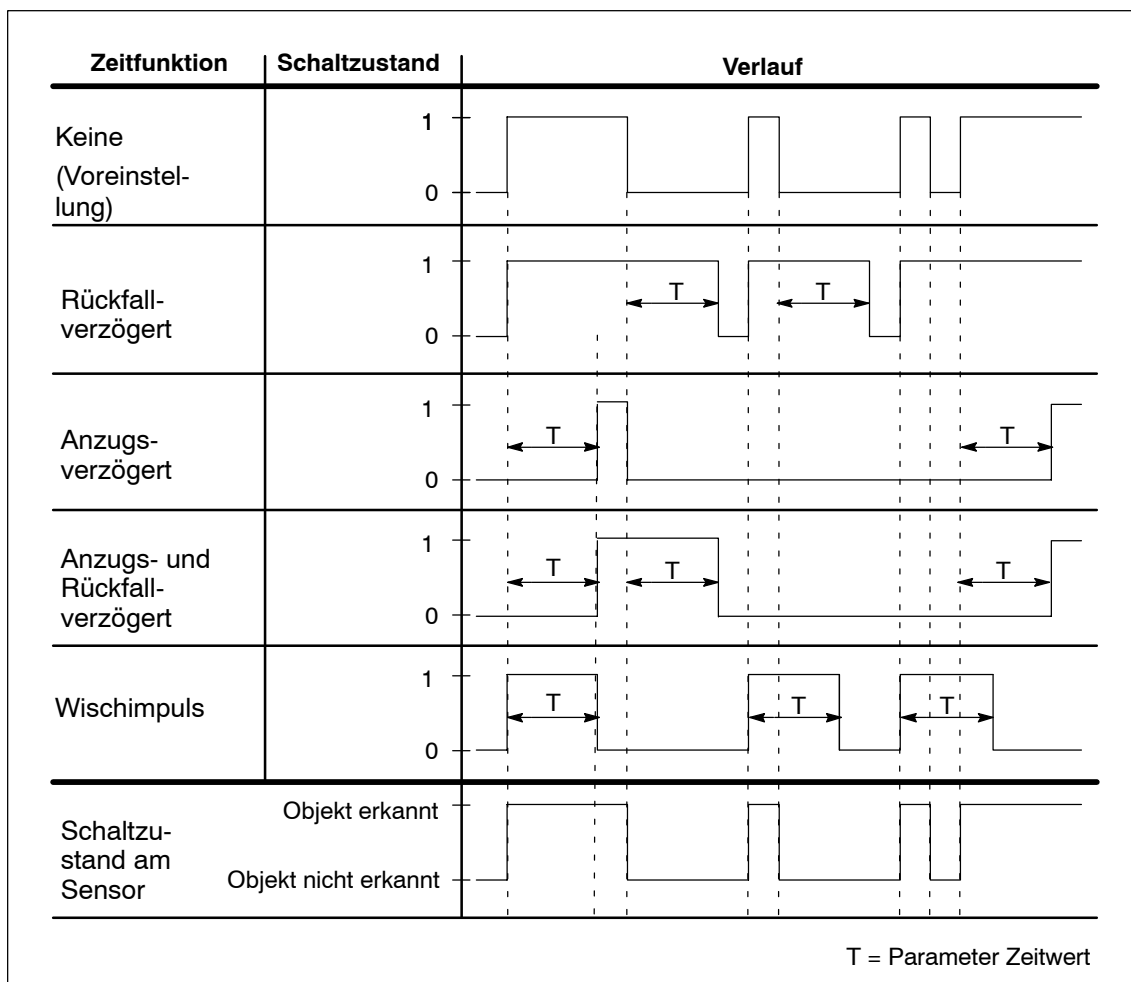 Zeitfunktion Schaltzustand Verlauf
Keine
(Voreinstel-
lung)
1
0
Rückfall-
verzögert
1
0
T T
Anzugs-
verzögert
1
0
T T
Anzugs- und
Rückfall-
verzögert
1
0
T T T
Wischimpuls
1
0
T T T
Schaltzu-
stand am
Sensor
Objekt erkannt
Objekt nicht erkannt
T = Parameter Zeitwert